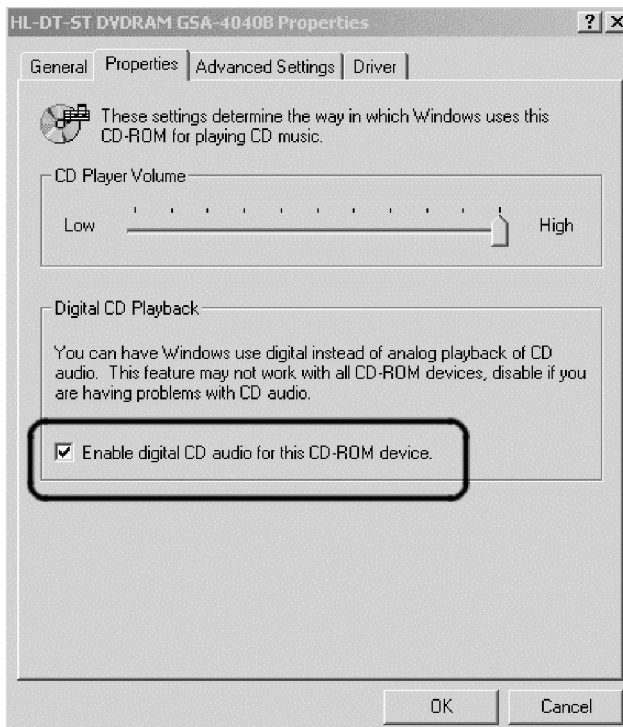 HL-DT-ST DVDRAM GSA-4040B Properties
General Properties Advanced Settings Driver
These settings determine the way in which Windows uses this
CD-ROM for playing CD music.
CD Player Volume
Low High
Digital CD Playback
You can have Windows use digital instead of analog playback of CD
audio. This feature may not work with all CD-ROM devices, disable if you
are having problems with CD audio.
Enable digital CD audio for this CD-ROM device.
OK Cancel